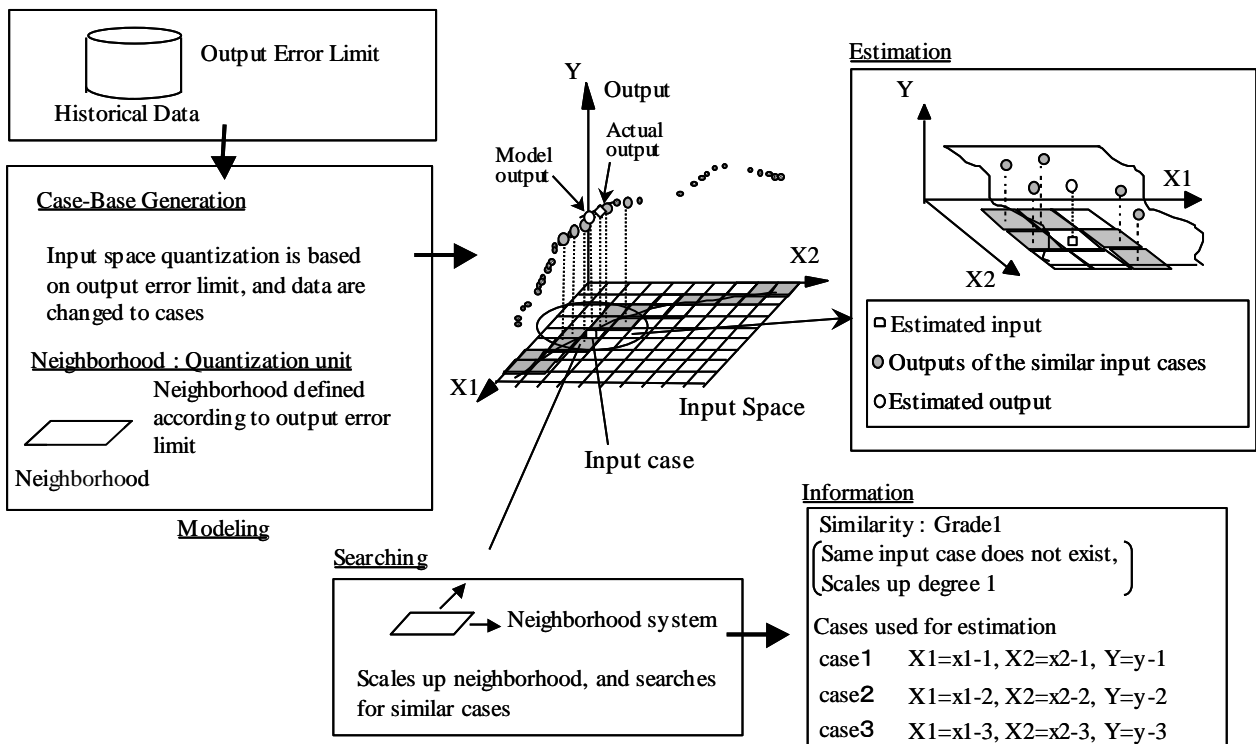 Output Error Limit
Historical Data
Case-Base Generation
Input space quantization is based
on output error limit, and data are
changed to cases
Neighborhood : Quantization unit
Neighborhood defined
according to output error
limit
Neighborhood
Modeling
Y
Output
Actual
output
Model
output
X2
X1
Input Space
Input case
Estimation
Y
X1
X2
Estimated input
Outputs of the similar input cases
Estimated output
Searching
Neighborhood system
Scales up neighborhood, and searches
for similar cases
Information
Similarity : Grade1
Same input case does not exist,
Scales up degree 1
Cases used for estimation
case1 X1=x1-1, X2=x2-1, Y=y-1
case2 X1=x1-2, X2=x2-2, Y=y-2
case3 X1=x1-3, X2=x2-3, Y=y-3